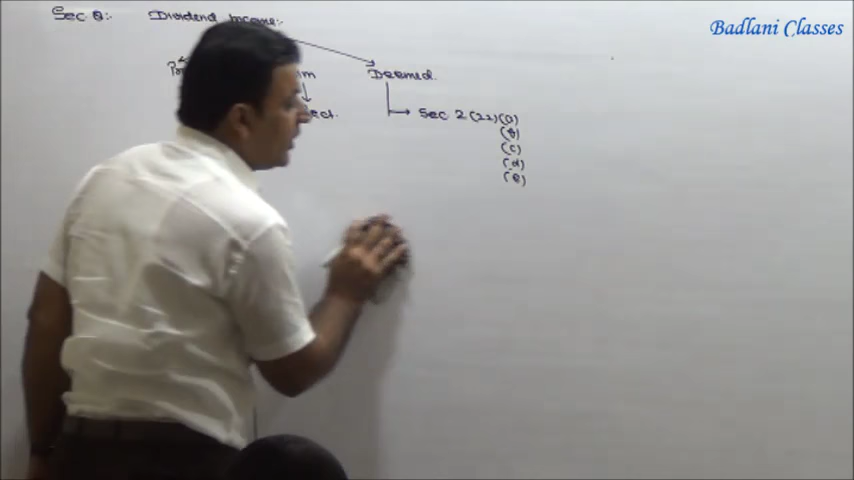 Badlani Classes
Sec 8:- Dividend Income:-
Deemed.
Sec 2(22)(a)
(b)
(c)
(d)
(e)